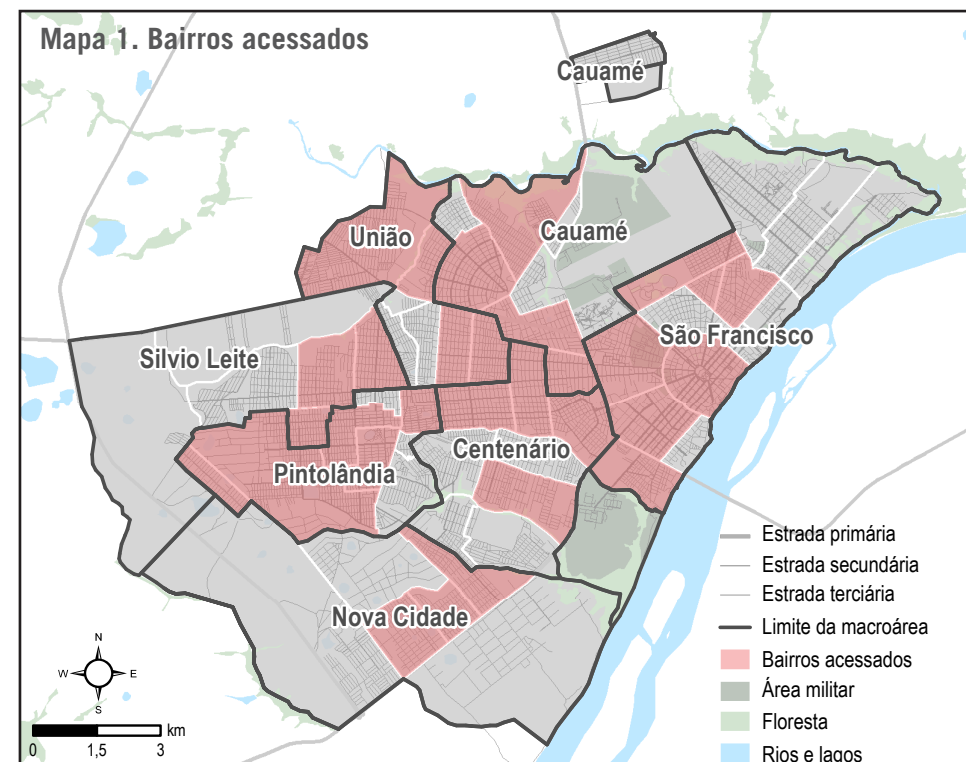 Mapa 1. Bairros acessados
Cauamé
União
Cauamé
São Francisco
Silvio Leite
Centenário
Pintolândia
Nova Cidade
Estrada primária
Estrada secundária
Estrada terciária
Limite da macroárea
Bairros acessados
Área militar
Floresta
Rios e lagos
N
W E
S
km
0 1,5 3